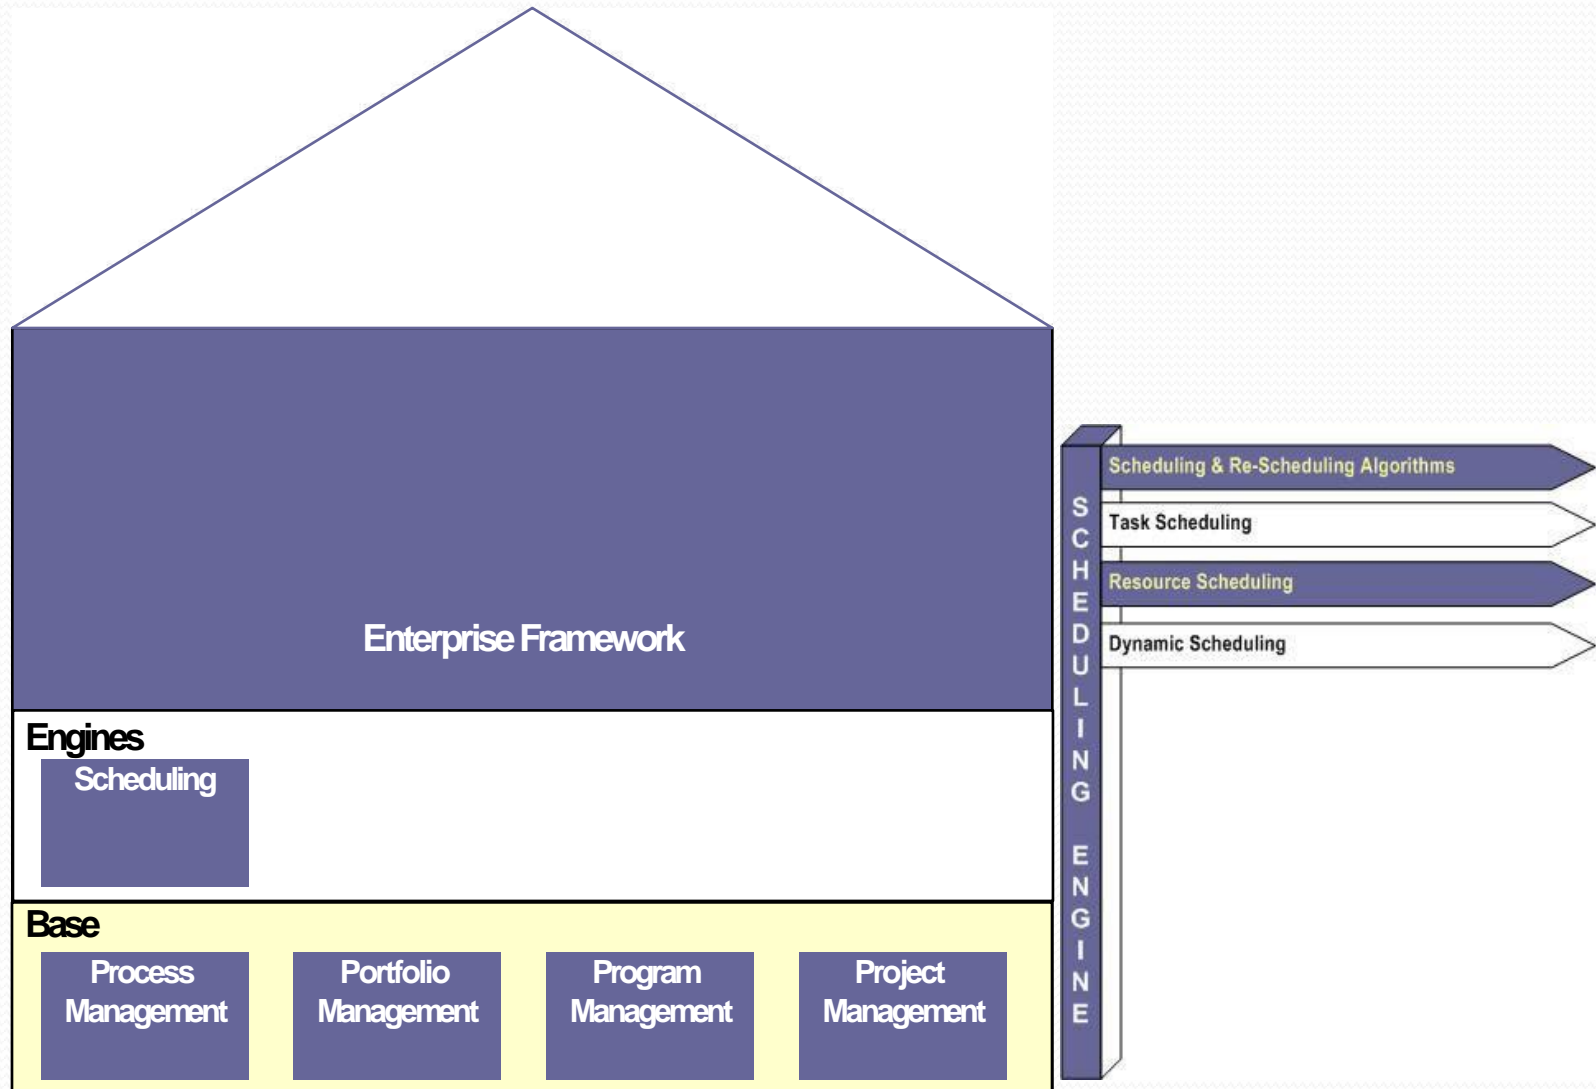 Enterprise Framework
Engines
Scheduling
Base
Process
Management
Portfolio
Management
Program
Management
Project
Management
SCHEDULING ENGINE
Scheduling & Re-Scheduling Algorithms
Task Scheduling
Resource Scheduling
Dynamic Scheduling